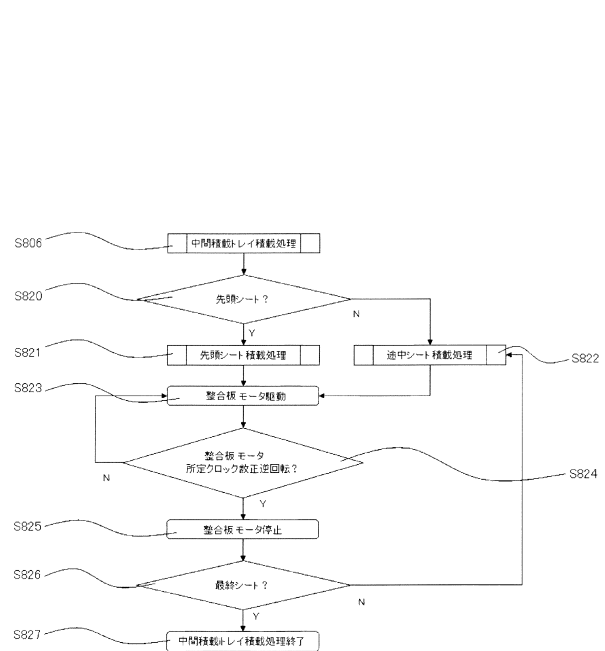 S806
中間積載トレイ積載処理
S820
先頭シート？
N
Y
S821
先頭シート積載処理
途中シート積載処理
S822
S823
整合板 モータ駆動
整合板 モータ
所定クロック数正逆回転？
N
S824
Y
S825
整合板 モータ停止
S826
最終シート？
N
Y
S827
中間積載トレイ積載処理終了